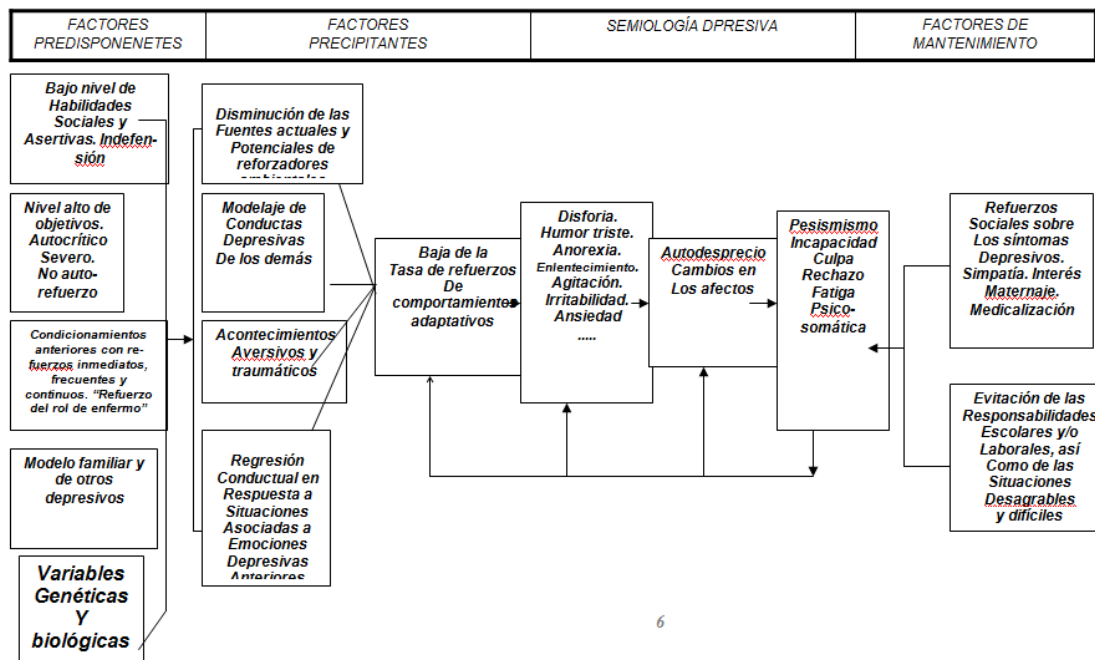 FACTORES
PREDISPONENETES
FACTORES
PRECIPITANTES
SEMIOLOGÍA DPRESIVA
FACTORES DE
MANTENIMIENTO
Bajo nivel de
Habilidades
Sociales y
Asertivas. Indefen-
sión
Nivel alto de
objetivos.
Autocrítico
Severo.
No auto-
refuerzo
Condicionamientos
anteriores con re-
fuerzos inmediatos,
frecuentes y
continuos. “Refuerzo
del rol de enfermo”
Modelo familiar y
de otros
depresivos
Variables
Genéticas
Y
biológicas
Disminución de las
Fuentes actuales y
Potenciales de
reforzadores
ambientales
Modelaje de
Conductas
Depresivas
De los demás
Acontecimientos
Aversivos y
traumáticos
Regresión
Conductual en
Respuesta a
Situaciones
Asociadas a
Emociones
Depresivas
Anteriores
Baja de la
Tasa de refuerzos
De
comportamientos
adaptativos
Disforia.
Humor triste.
Anorexia.
Enlentecimiento.
Agitación.
Irritabilidad.
Ansiedad
.....
Autodesprecio
Cambios en
Los afectos
Pesismismo
Incapacidad
Culpa
Rechazo
Fatiga
Psico-
somática
Refuerzos
Sociales sobre
Los síntomas
Depresivos.
Simpatía. Interés
Maternaje.
Medicalización
Evitación de las
Responsabilidades
Escolares y/o
Laborales, así
Como de las
Situaciones
Desagrables
y difíciles
6